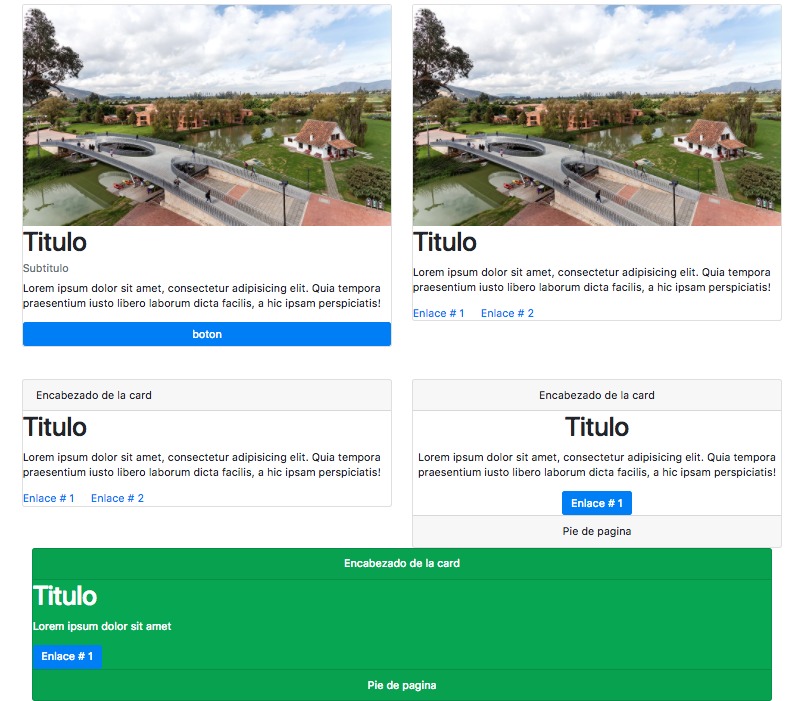 Titulo
Subtitulo
Lorem ipsum dolor sit amet, consectetur adipisicing elit. Quia tempora
praesentium iusto libero laborum dicta facilis, a hic ipsam perspiciatis!
boton
Titulo
Lorem ipsum dolor sit amet, consectetur adipisicing elit. Quia tempora
praesentium iusto libero laborum dicta facilis, a hic ipsam perspiciatis!
Enlace # 1 Enlace # 2
Encabezado de la card
Titulo
Lorem ipsum dolor sit amet, consectetur adipisicing elit. Quia tempora
praesentium iusto libero laborum dicta facilis, a hic ipsam perspiciatis!
Enlace # 1 Enlace # 2
Encabezado de la card
Titulo
Lorem ipsum dolor sit amet, consectetur adipisicing elit. Quia tempora
praesentium iusto libero laborum dicta facilis, a hic ipsam perspiciatis!
Enlace # 1
Pie de pagina
Encabezado de la card
Titulo
Lorem ipsum dolor sit amet
Enlace # 1
Pie de pagina